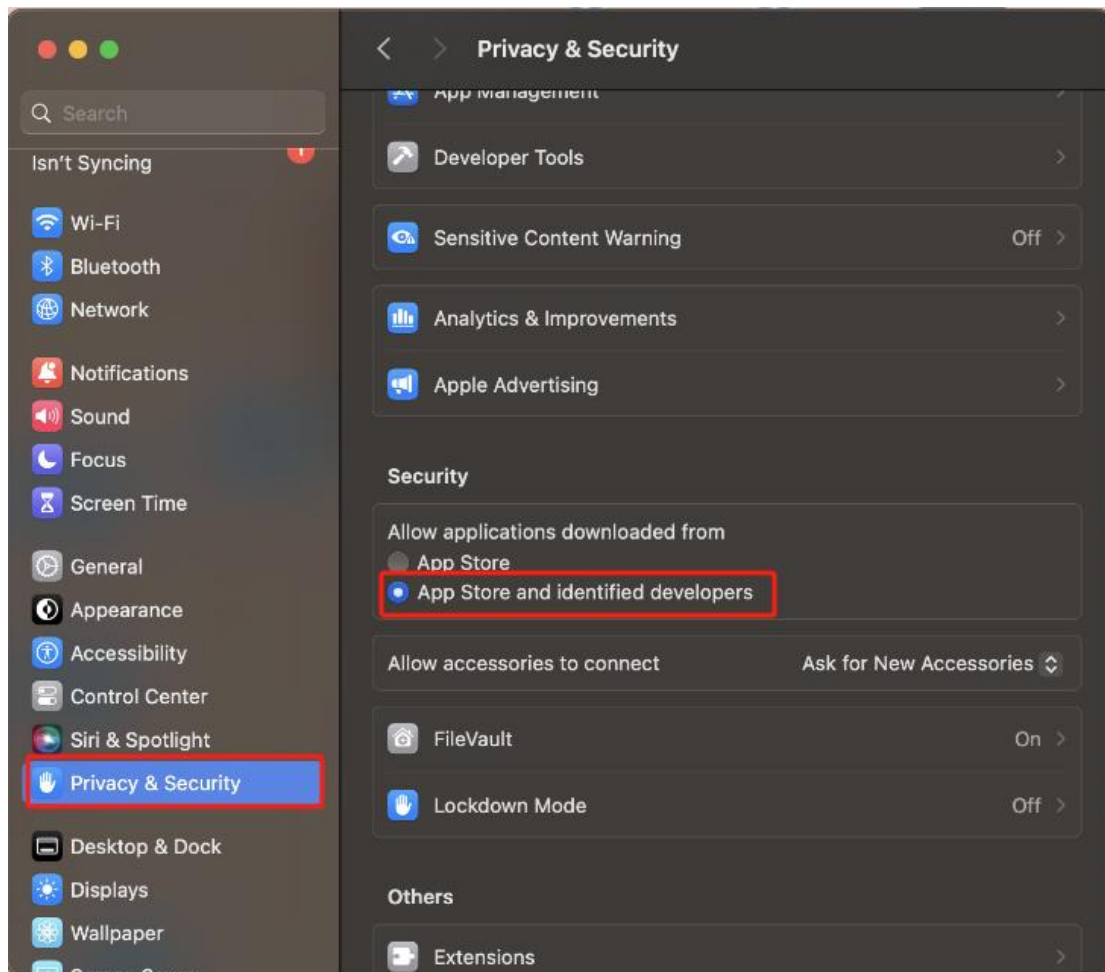 Privacy & Security
Search
Isn't Syncing
Wi-Fi
Bluetooth
Network
Notifications
Sound
Focus
Screen Time
General
Appearance
Accessibility
Control Center
Siri & Spotlight
Privacy & Security
Desktop & Dock
Displays
Wallpaper
App Management
Developer Tools
Sensitive Content Warning Off
Analytics & Improvements
Apple Advertising
Security
Allow applications downloaded from
App Store
App Store and identified developers
Allow accessories to connect Ask for New Accessories
FileVault On
Lockdown Mode Off
Others
Extensions